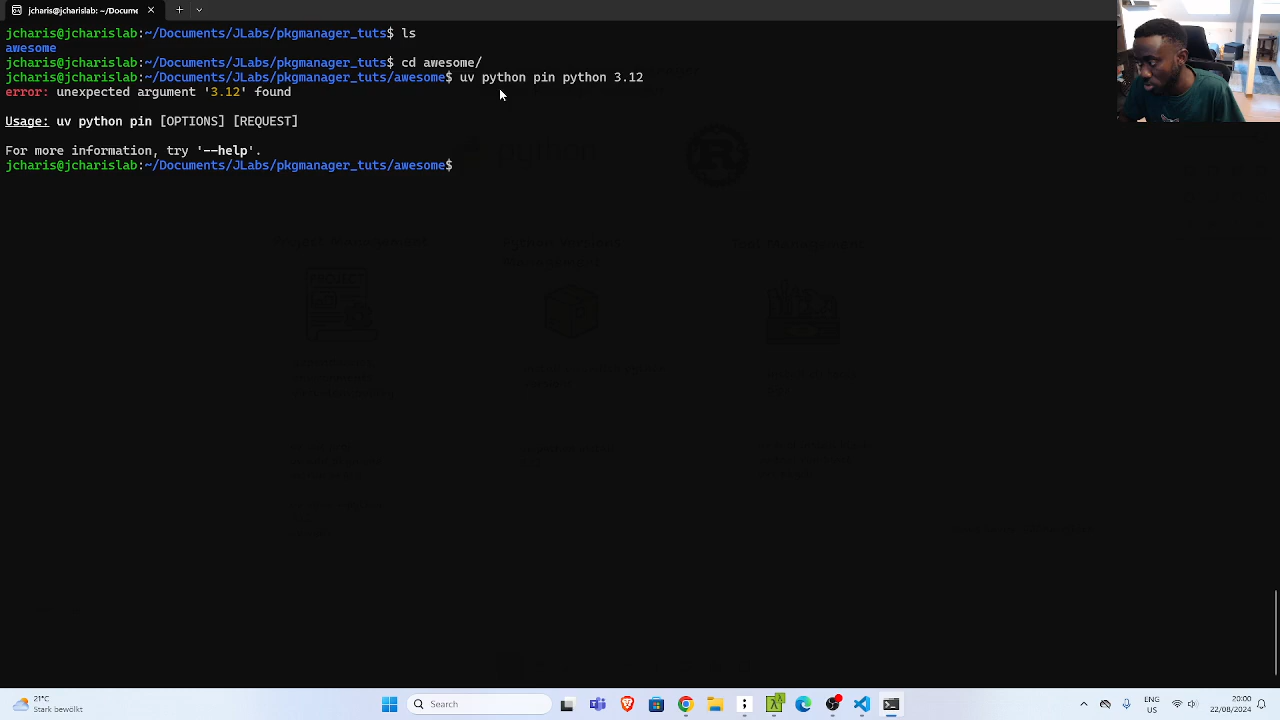 jcharis@jcharislab: ~/Docume
jcharis@jcharislab:~/Documents/JLabs/pkgmanager_tuts$ ls
awesome
jcharis@jcharislab:~/Documents/JLabs/pkgmanager_tuts$ cd awesome/
jcharis@jcharislab:~/Documents/JLabs/pkgmanager_tuts/awesome$ uv python pin python 3.12
error: unexpected argument '3.12' found
Usage: uv python pin [OPTIONS] [REQUEST]
For more information, try '--help'.
jcharis@jcharislab:~/Documents/JLabs/pkgmanager_tuts/awesome$
21°C
Stark bewölkt
Search
ENG
US
20:00
22/08/2024